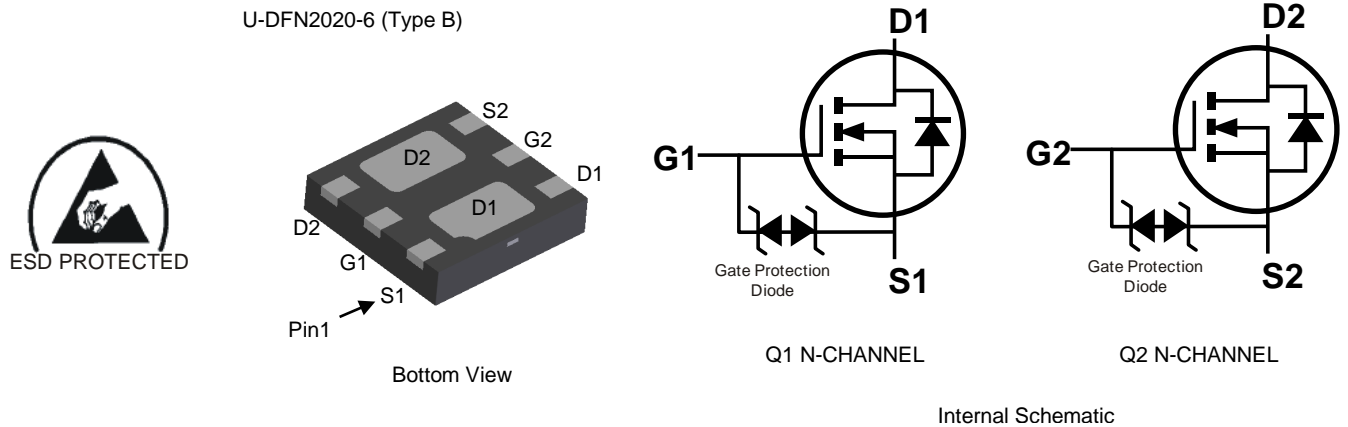 U-DFN2020-6 (Type B)
ESD PROTECTED
S2
G2
D1
D2
D1
D2
G1
S1
Pin1
Bottom View
D1
G1
Gate Protection
Diode
S1
Q1 N-CHANNEL
D2
G2
Gate Protection
Diode
S2
Q2 N-CHANNEL
Internal Schematic